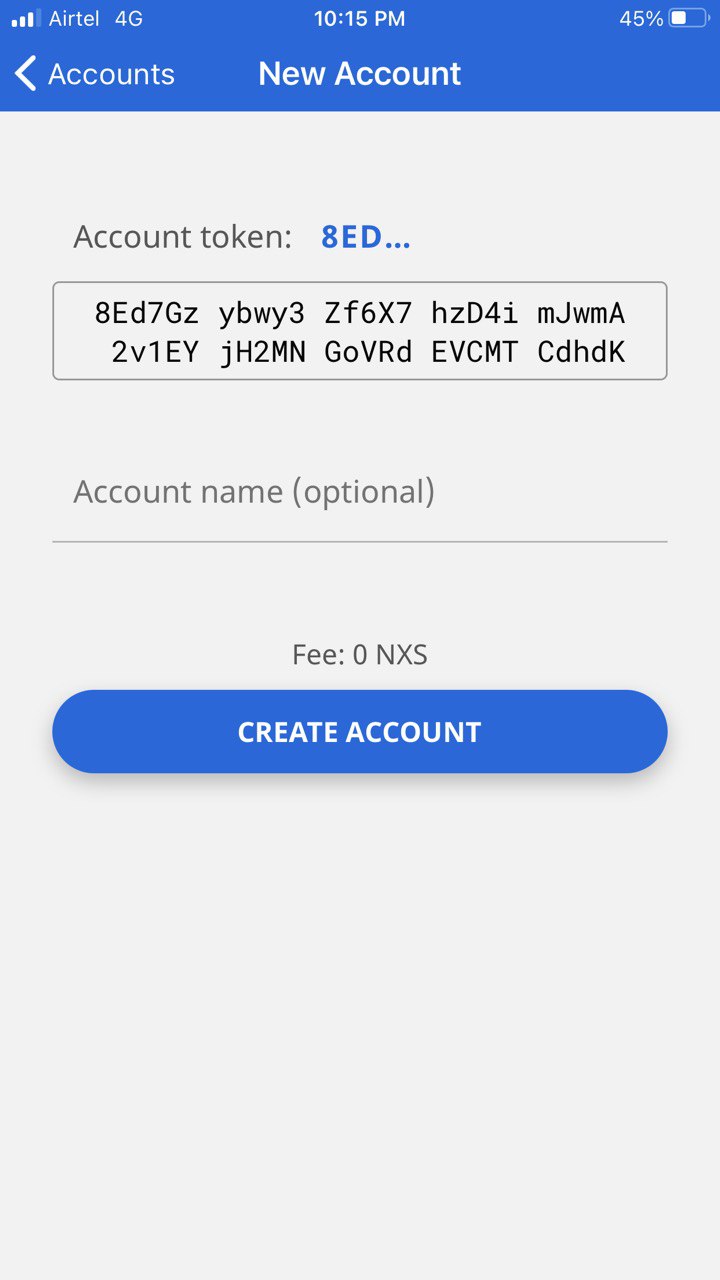 Airtel 4G 10:15 PM 45%
Accounts New Account
Account token: 8ED...
8Ed7Gz ybwy3 Zf6X7 hzD4i mJwmA
2v1EY jH2MN GoVRd EVCMT CdhdK
Account name (optional)
Fee: 0 NXS
CREATE ACCOUNT